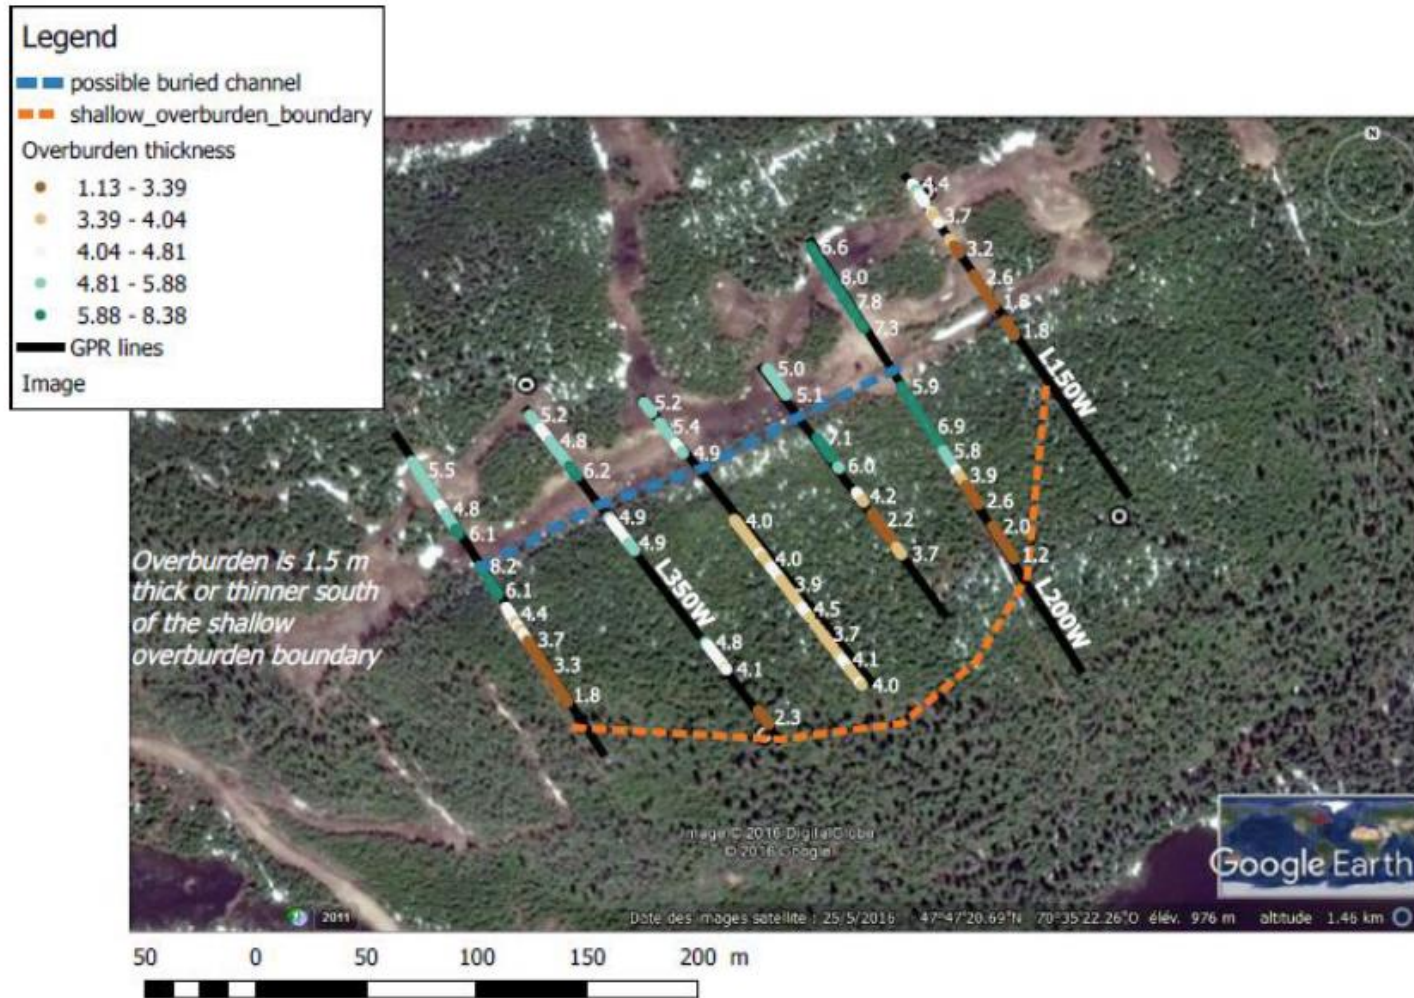 Legend
possible buried channel
shallow_overburden_boundary
Overburden thickness
1.13 - 3.39
3.39 - 4.04
4.04 - 4.81
4.81 - 5.88
5.88 - 8.38
GPR lines
Image
N
4.4
3.7
3.2
2.6
1.8
1.8
L150W
6.6
8.0
7.8
7.3
5.9
6.9
5.8
3.9
2.6
2.0
1.2
L200W
5.0
5.1
7.1
6.0
4.2
2.2
3.7
5.2
5.4
4.9
4.0
4.0
3.9
4.5
3.7
4.1
4.0
5.2
4.8
6.2
4.9
4.9
L350W
4.8
4.1
2.3
5.5
4.8
6.1
8.2
6.1
4.4
3.7
3.3
1.8
Overburden is 1.5 m
thick or thinner south
of the shallow
overburden boundary
Image © 2016 DigitalGlobe
© 2016 Google
Google Earth
2011
Date des images satellite : 25/5/2016 47°47'20.69"N 70°35'22.26"O élév. 976 m altitude 1.46 km
50 0 50 100 150 200 m